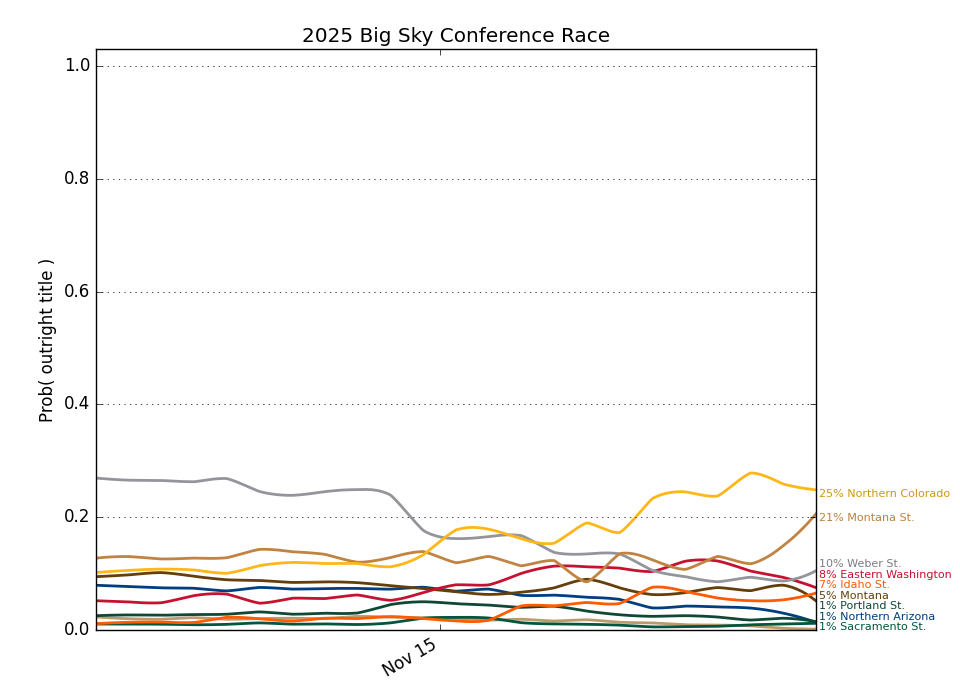 2025 Big Sky Conference Race
1.0
0.8
0.6
0.4
0.2
0.0
Prob( outright title )
Nov 15
25% Northern Colorado
21% Montana St.
10% Weber St.
8% Eastern Washington
7% Idaho St.
5% Montana
1% Portland St.
1% Northern Arizona
1% Sacramento St.